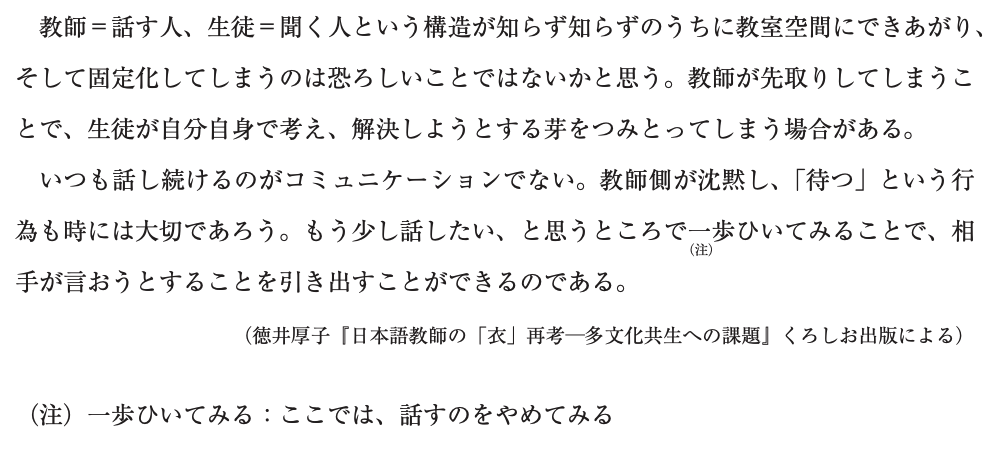 教師＝話す人、生徒＝聞く人という構造が知らず知らずのうちに教室空間にできあがり、
そして固定化してしまうのは恐ろしいことではないかと思う。教師が先取りしてしまうこ
とで、生徒が自分自身で考え、解決しようとする芽をつみとってしまう場合がある。
いつも話し続けるのがコミュニケーションでない。教師側が沈黙し、「待つ」という行
為も時には大切であろう。もう少し話したい、と思うところで一歩ひいてみることで、相
（注）
手が言おうとすることを引き出すことができるのである。
（徳井厚子『日本語教師の「衣」再考―多文化共生への課題』くろしお出版による）
（注）一歩ひいてみる：ここでは、話すのをやめてみる